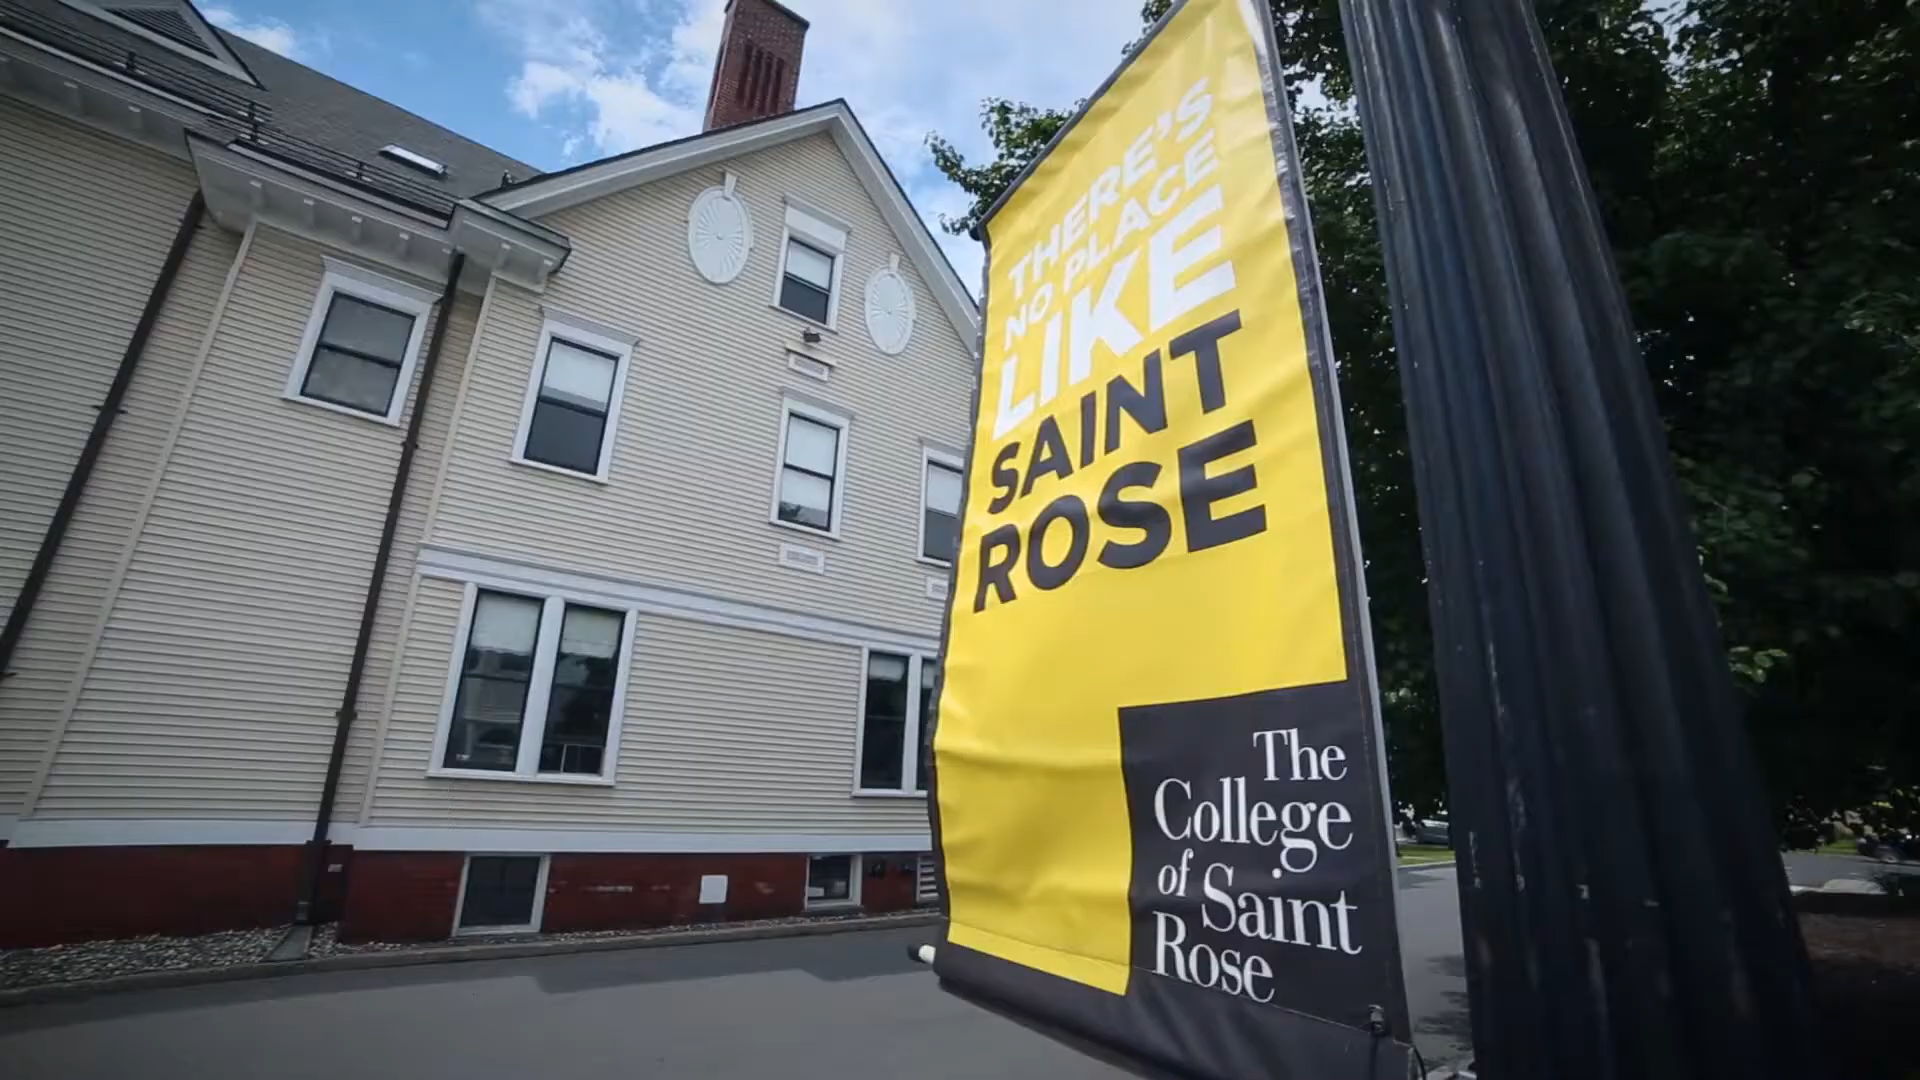 THERE'S
NO PLACE
LIKE
SAINT
ROSE
The
College
of Saint
Rose